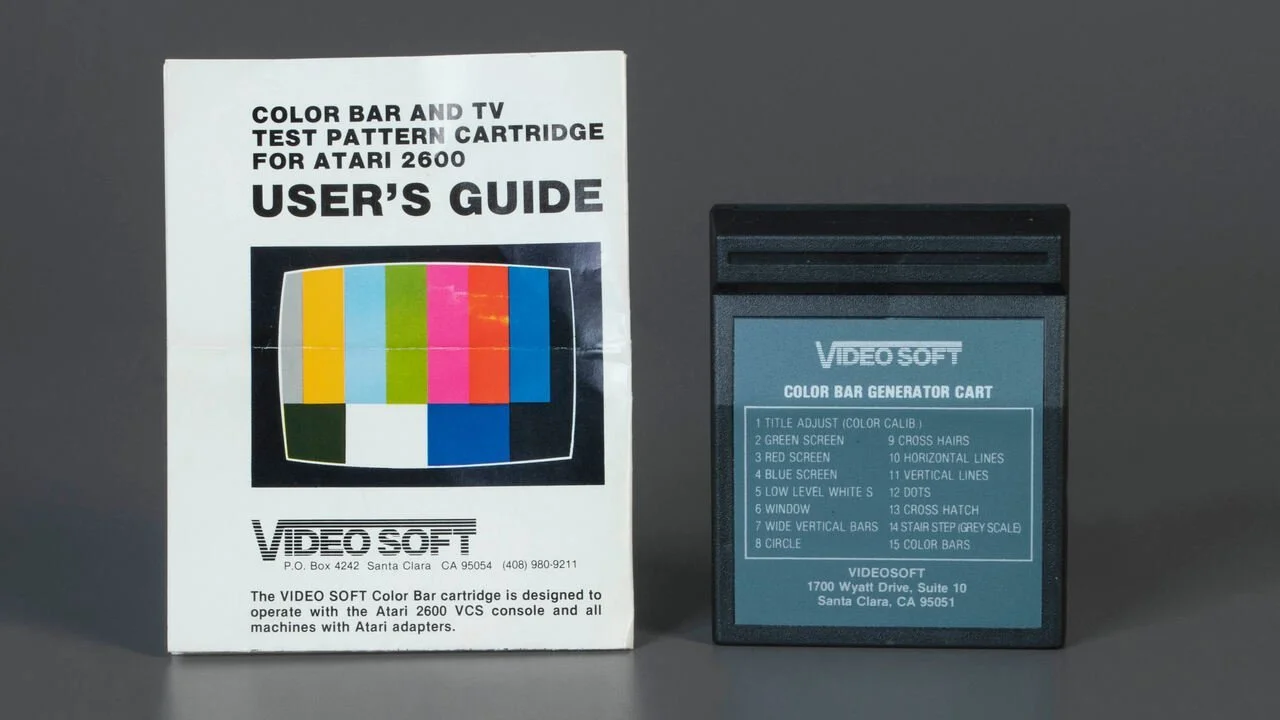 COLOR BAR AND TV
TEST PATTERN CARTRIDGE
FOR ATARI 2600
USER'S GUIDE
VIDEO SOFT
P.O. Box 4242 Santa Clara CA 95054 (408) 980-9211
The VIDEO SOFT Color Bar cartridge is designed to
operate with the Atari 2600 VCS console and all
machines with Atari adapters.
VIDEO SOFT
COLOR BAR GENERATOR CART
1 TITLE ADJUST (COLOR CALIB.)
2 GREEN SCREEN
3 RED SCREEN
4 BLUE SCREEN
5 LOW LEVEL WHITE S
6 WINDOW
7 WIDE VERTICAL BARS
8 CIRCLE
9 CROSS HAIRS
10 HORIZONTAL LINES
11 VERTICAL LINES
12 DOTS
13 CROSS HATCH
14 STAIR STEP (GREY SCALE)
15 COLOR BARS
VIDEOSOFT
1700 Wyatt Drive, Suite 10
Santa Clara, CA 95051